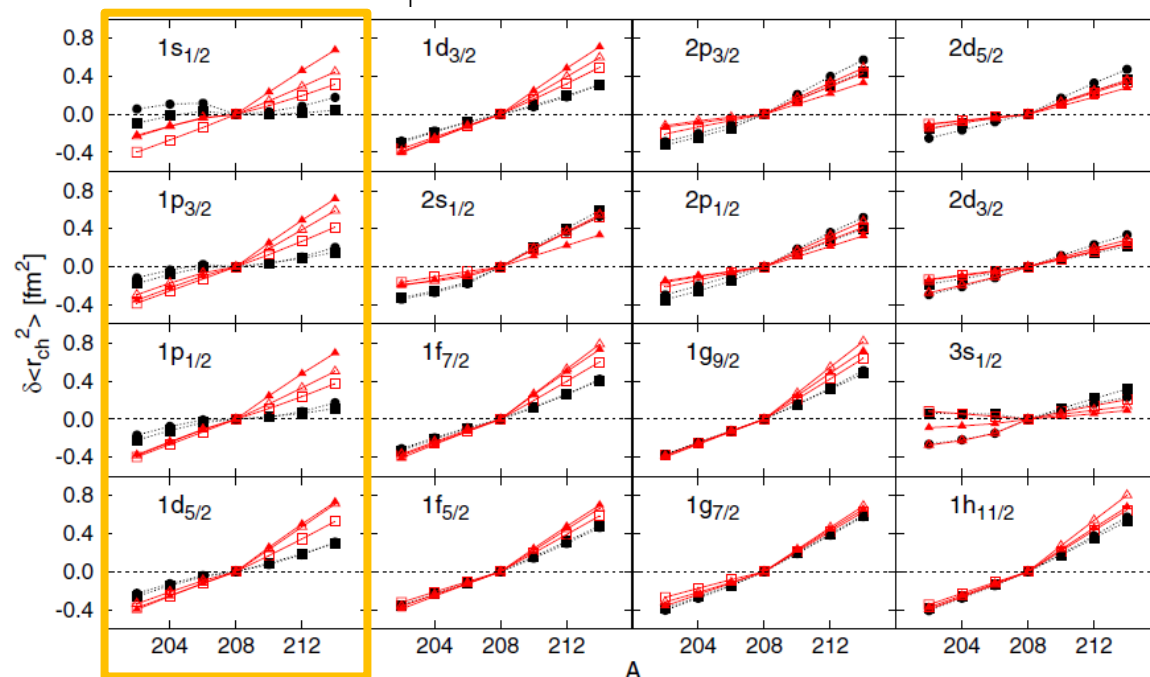 0.8 1s1/2 1d3/2 2p3/2 2d5/2
0.4
0.0
-0.4
0.8 1p3/2 2s1/2 2p1/2 2d3/2
0.4
0.0
-0.4
0.8 1p1/2 1f7/2 1g9/2 3s1/2
0.4
0.0
-0.4
0.8 1d5/2 1f5/2 1g7/2 1h11/2
0.4
0.0
-0.4
δ<rch2> [fm2]
204 208 212 204 208 212 204 208 212 204 208 212
A